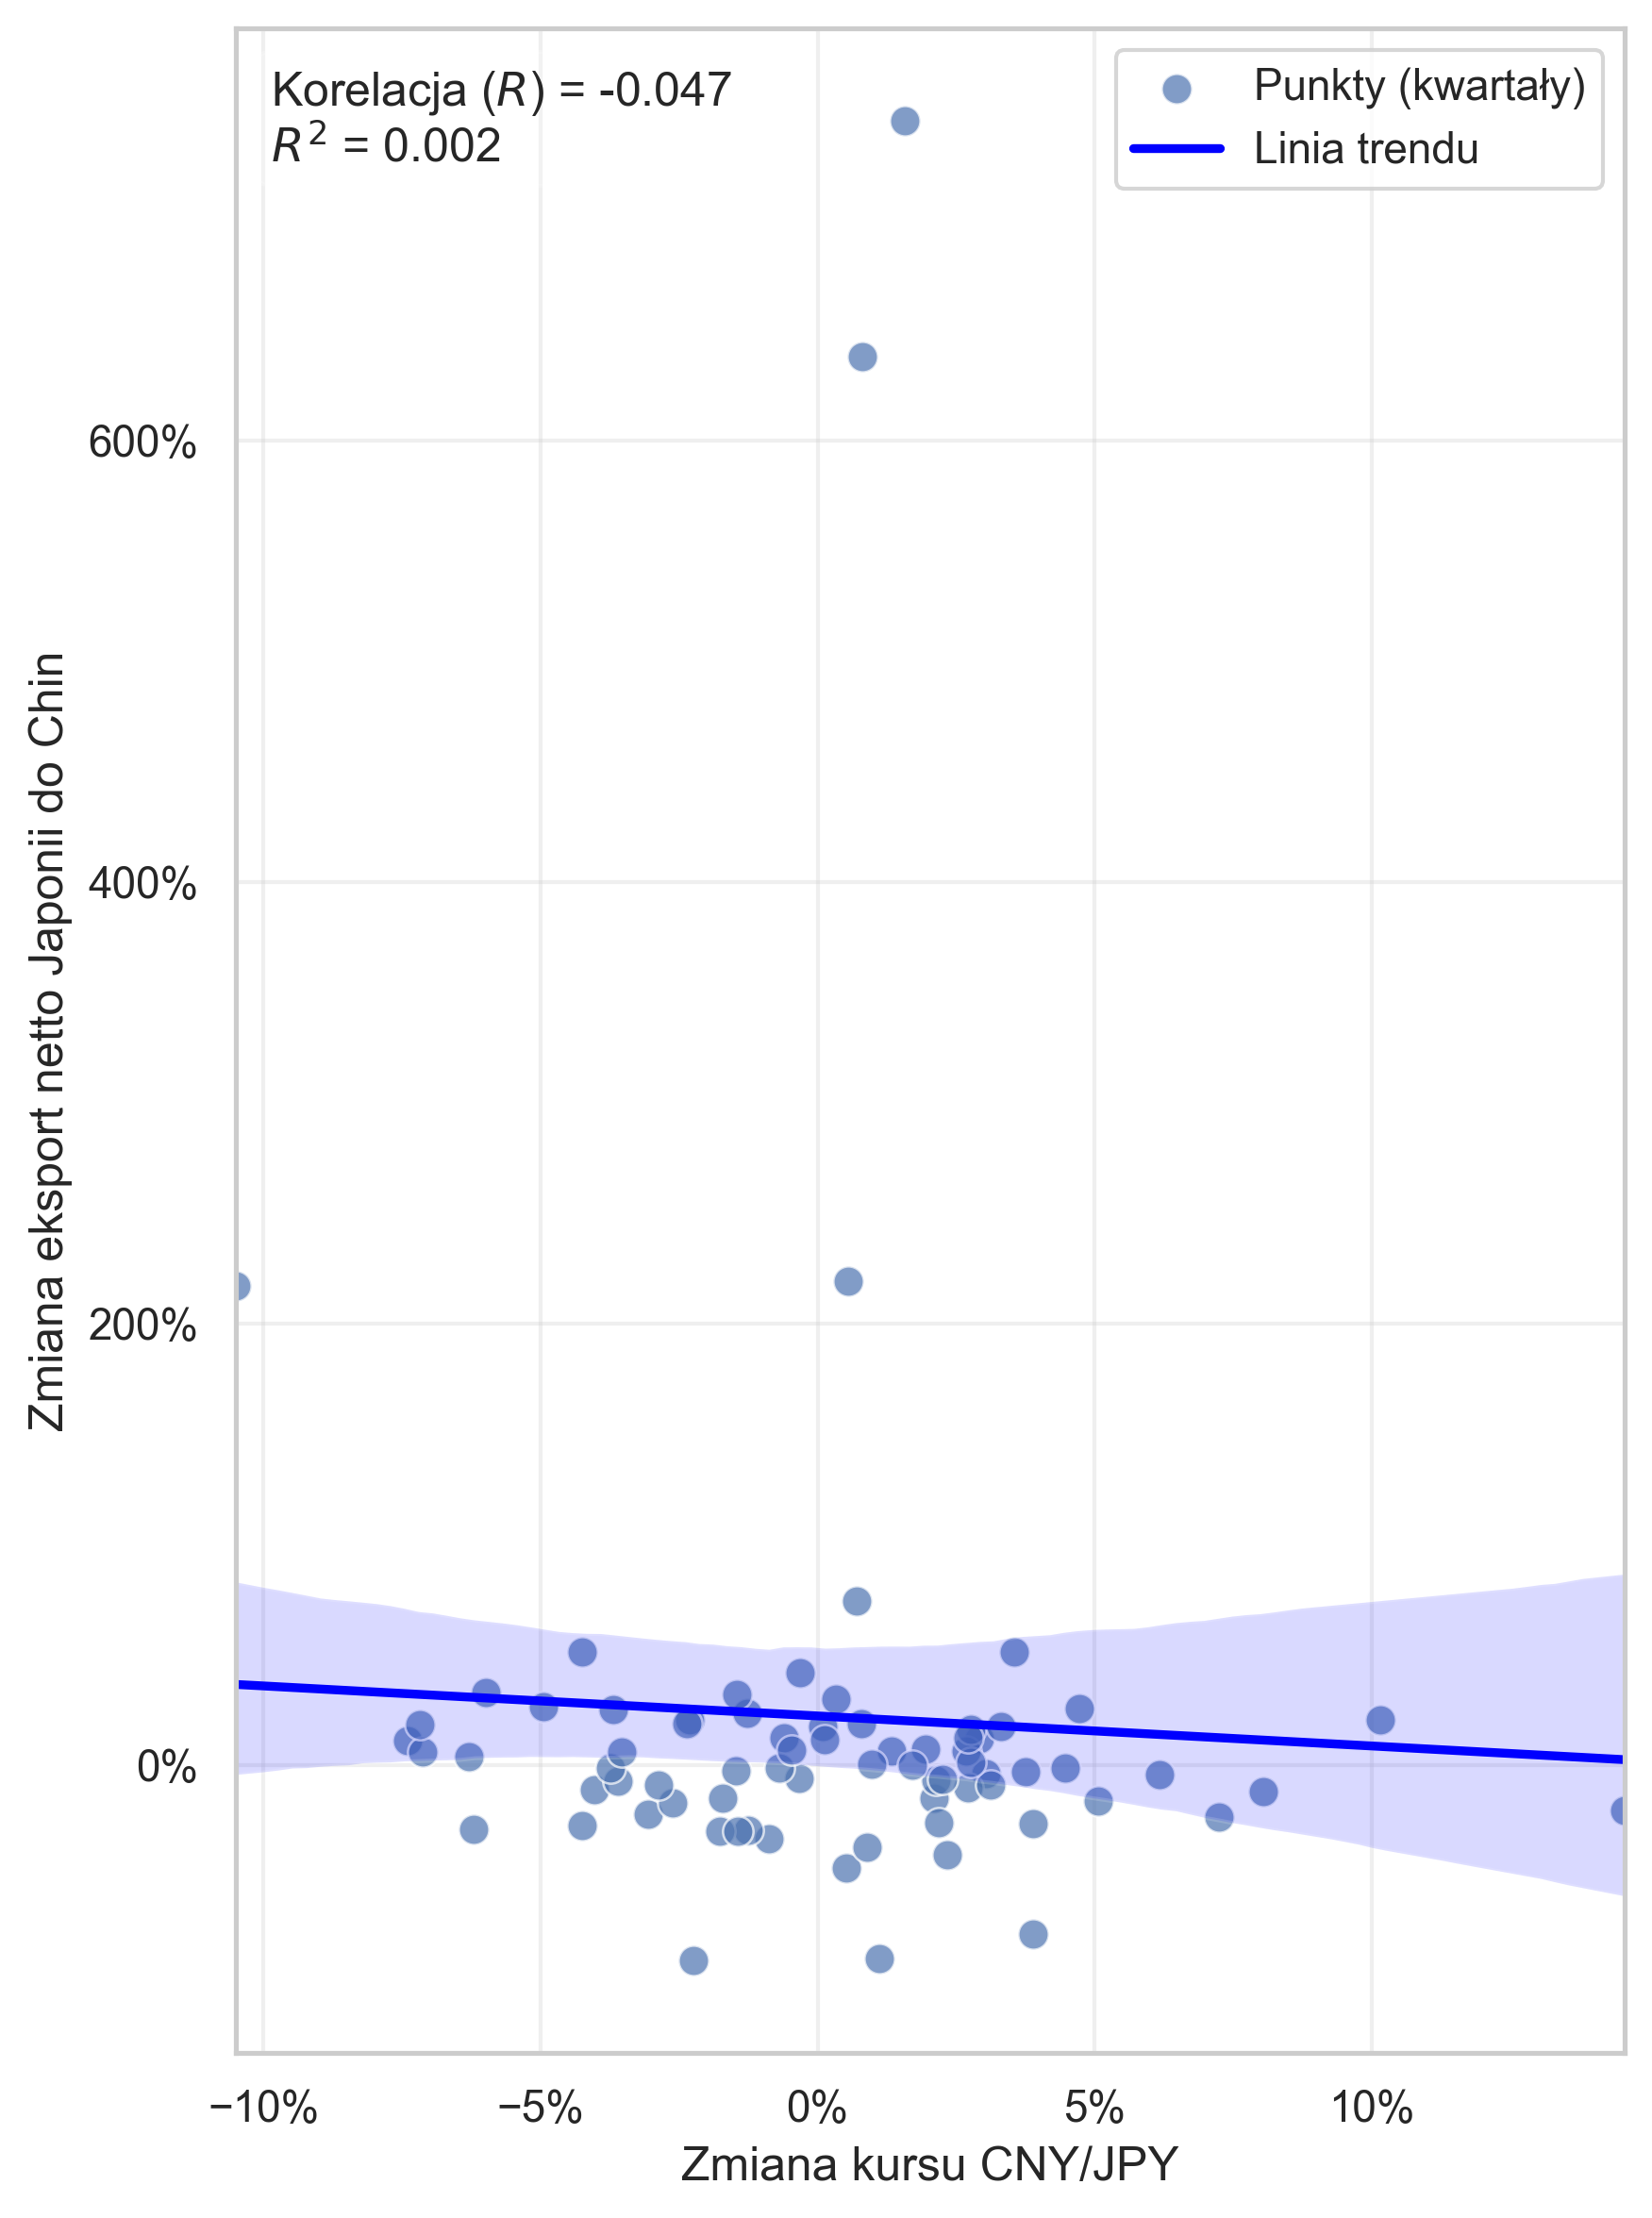 Korelacja (R) = -0.047
R² = 0.002
Punkty (kwartały)
Linia trendu
Zmiana eksport netto Japonii do Chin
600%
400%
200%
0%
−10% −5% 0% 5% 10%
Zmiana kursu CNY/JPY